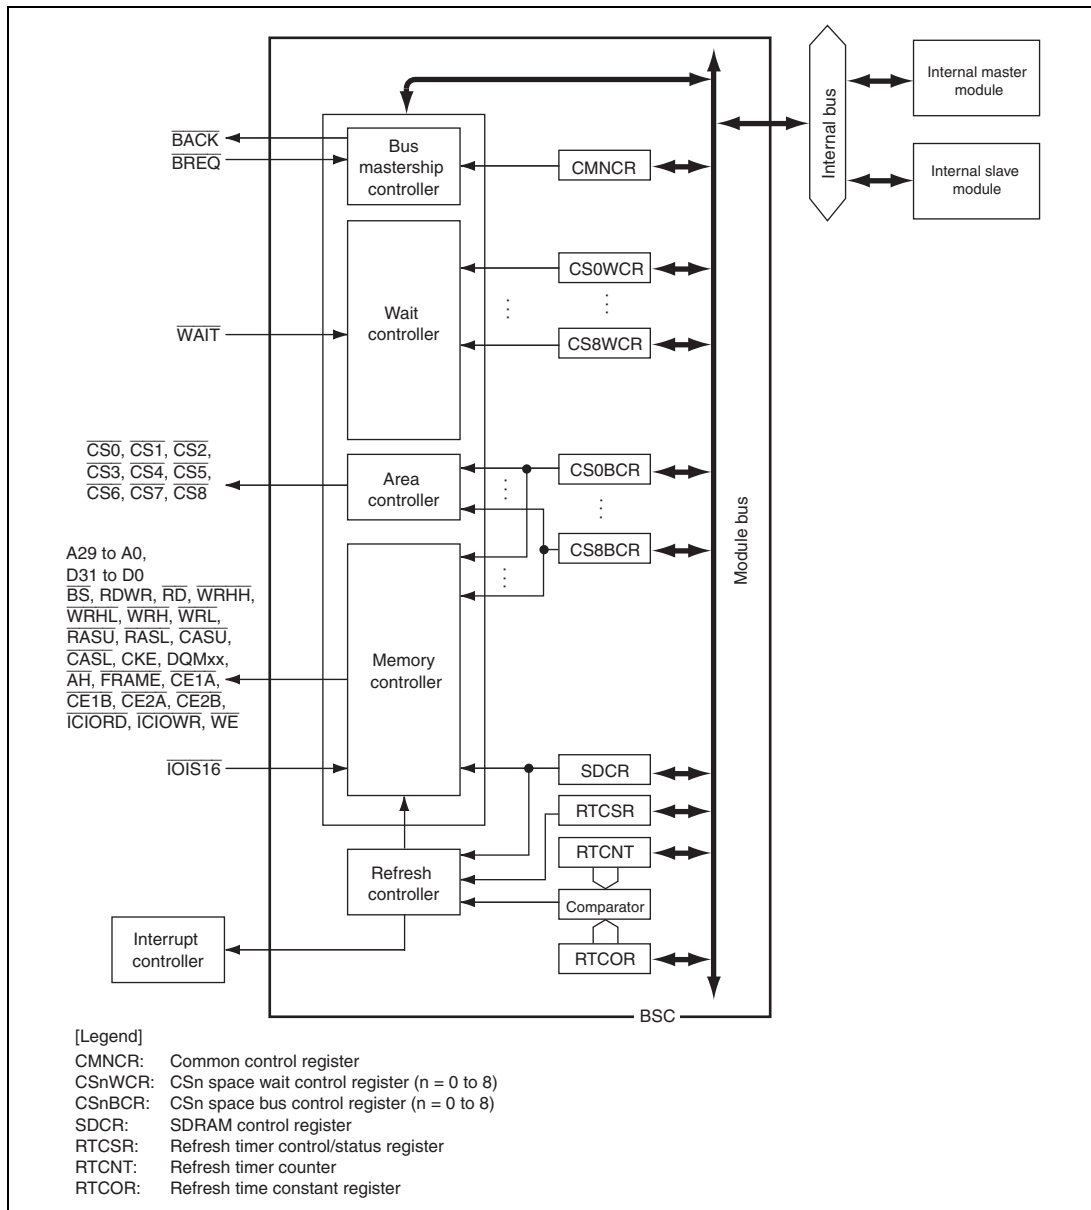 Internal master
module
Internal bus
Internal slave
module
BACK
BREQ
Bus
mastership
controller
CMNCR
CS0WCR
Wait
controller
WAIT
CS8WCR
CS0, CS1, CS2,
CS3, CS4, CS5,
CS6, CS7, CS8
Area
controller
CS0BCR
CS8BCR
Module bus
A29 to A0,
D31 to D0
BS, RDWR, RD, WRHH,
WRHL, WRH, WRL,
RASU, RASL, CASU,
CASL, CKE, DQMxx,
AH, FRAME, CE1A,
CE1B, CE2A, CE2B,
ICIORD, ICIOWR, WE
Memory
controller
IOIS16
SDCR
RTCSR
RTCNT
Refresh
controller
Comparator
Interrupt
controller
RTCOR
BSC
[Legend]
CMNCR: Common control register
CSnWCR: CSn space wait control register (n = 0 to 8)
CSnBCR: CSn space bus control register (n = 0 to 8)
SDCR: SDRAM control register
RTCSR: Refresh timer control/status register
RTCNT: Refresh timer counter
RTCOR: Refresh time constant register